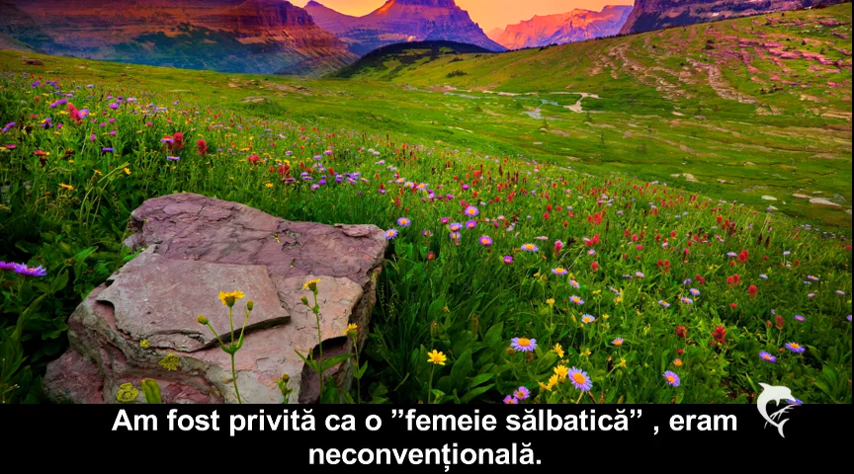 Am fost privită ca o ”femeie sălbatică” , eram
neconvențională.